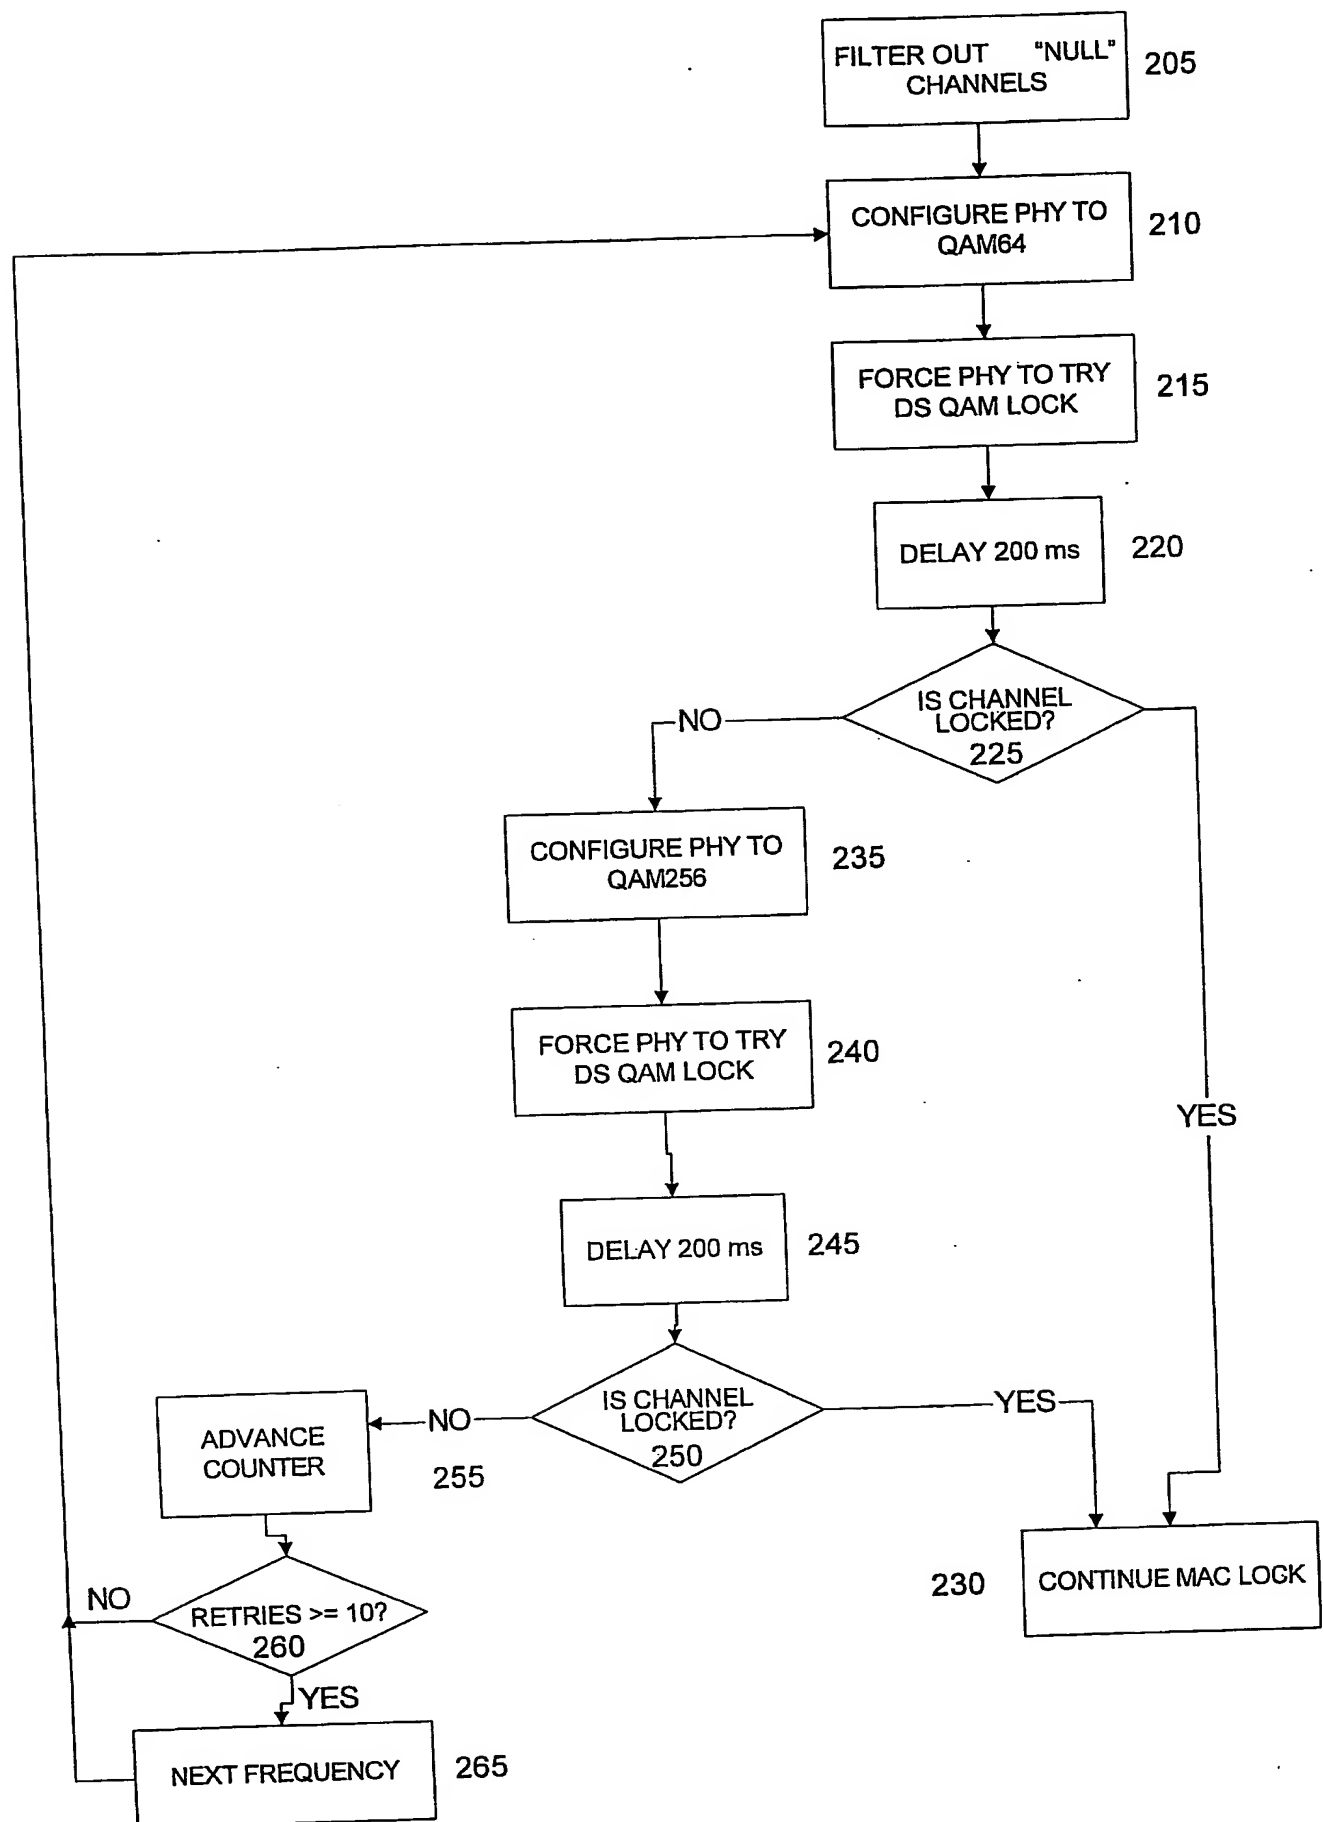 FILTER OUT "NULL"
CHANNELS
205
CONFIGURE PHY TO
QAM64
210
FORCE PHY TO TRY
DS QAM LOCK
215
DELAY 200 ms
220
IS CHANNEL
LOCKED?
225
NO
YES
CONFIGURE PHY TO
QAM256
235
FORCE PHY TO TRY
DS QAM LOCK
240
DELAY 200 ms
245
IS CHANNEL
LOCKED?
250
NO
YES
ADVANCE
COUNTER
255
RETRIES >= 10?
260
NO
YES
NEXT FREQUENCY
265
230
CONTINUE MAC LOCK